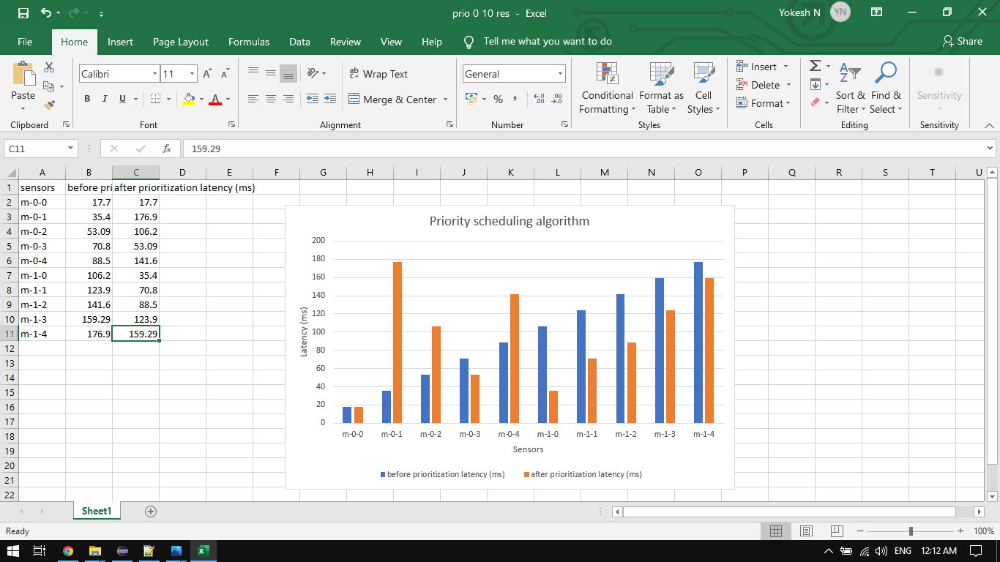 prio 0 10 res - Excel
Yokesh N
YN
File Home Insert Page Layout Formulas Data Review View Help Tell me what you want to do Share
Paste
Clipboard
Calibri 11
B I U A
Font
Wrap Text
Merge & Center
Alignment
General
% ,
Number
Conditional Formatting
Format as Table
Cell Styles
Styles
Insert
Delete
Format
Cells
Sort & Filter
Find & Select
Editing
Sensitivity
Sensitivity
C11 fx 159.29
A B C D E F G H I J K L M N O P Q R S T U
1 sensors before pri after prioritization latency (ms)
2 m-0-0 17.7 17.7
3 m-0-1 35.4 176.9
4 m-0-2 53.09 106.2
5 m-0-3 70.8 53.09
6 m-0-4 88.5 141.6
7 m-1-0 106.2 35.4
8 m-1-1 123.9 70.8
9 m-1-2 141.6 88.5
10 m-1-3 159.29 123.9
11 m-1-4 176.9 159.29
12
13
14
15
16
17
18
19
20
21
22
Priority scheduling algorithm
200
180
160
140
120
100
80
60
40
20
0
Latency (ms)
m-0-0 m-0-1 m-0-2 m-0-3 m-0-4 m-1-0 m-1-1 m-1-2 m-1-3 m-1-4
Sensors
before prioritization latency (ms) after prioritization latency (ms)
Sheet1
Ready
100%
ENG 12:12 AM